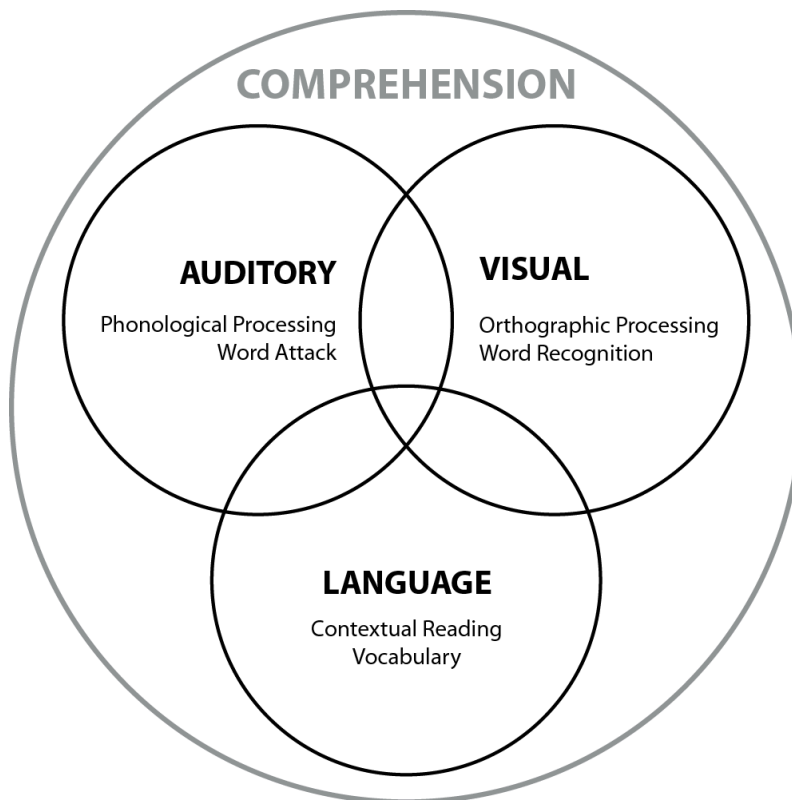 COMPREHENSION
AUDITORY
Phonological Processing
Word Attack
VISUAL
Orthographic Processing
Word Recognition
LANGUAGE
Contextual Reading
Vocabulary